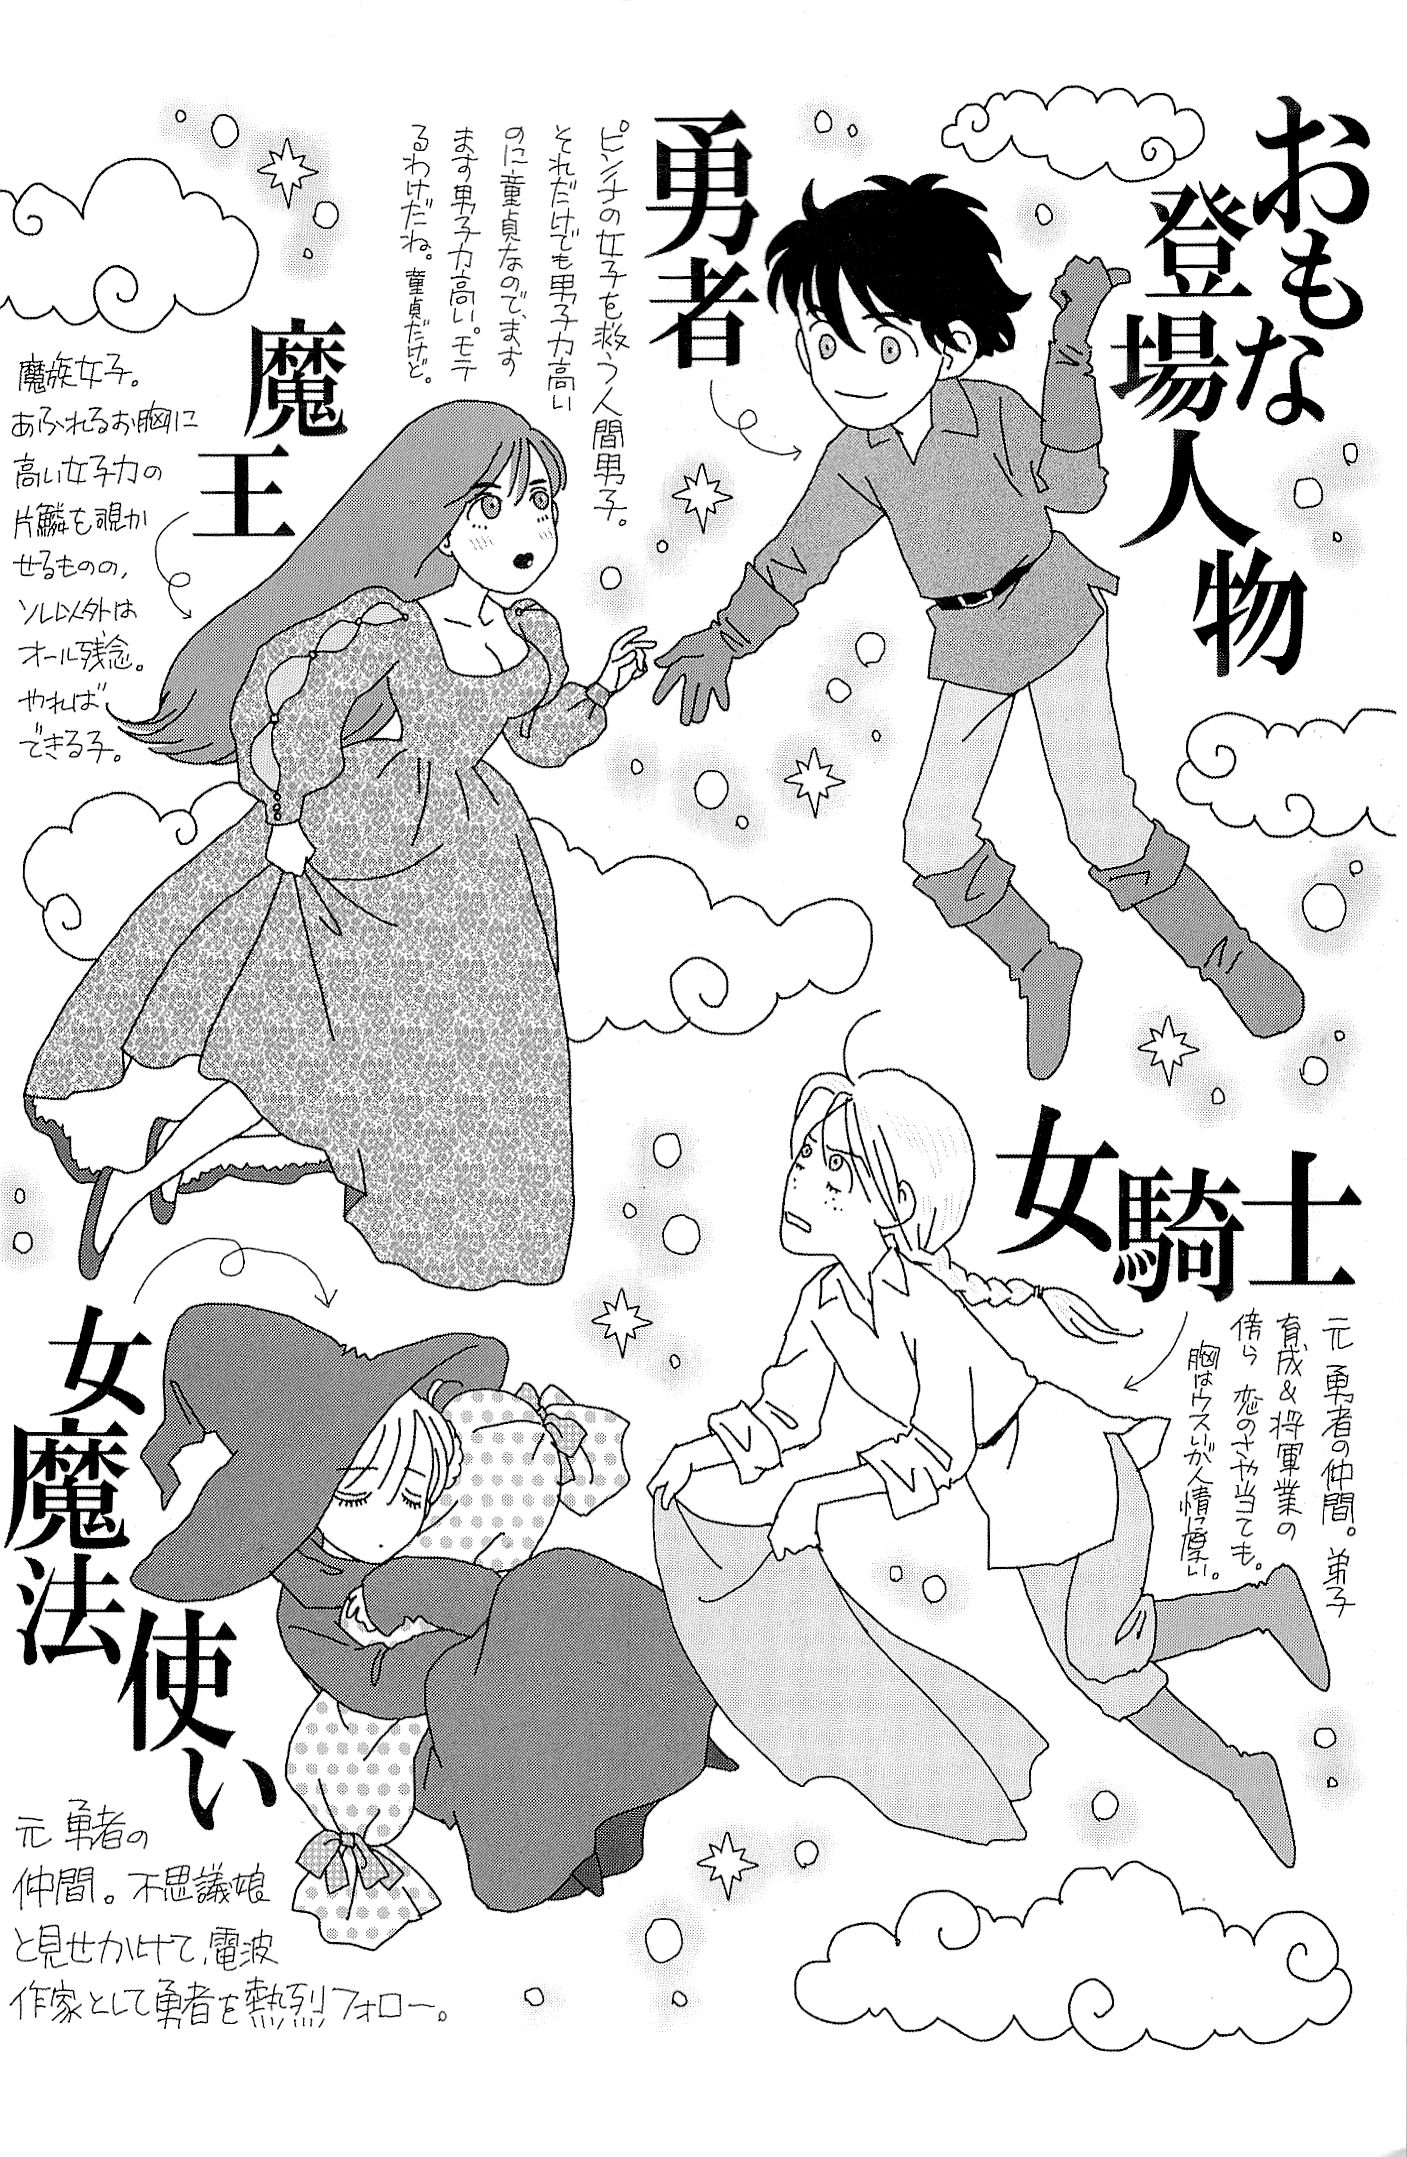 おもな
登場人物
勇者
ピンチの女子を救う人間男子。
それだけでも男子力高い
のに童貞なので、ます
ます男子力高い。モテ
るわけだね。童貞だけど。
魔王
魔族女子。
あふれるお胸に
高い女子力の
片鱗を覗か
せるものの、
ソレ以外は
オール残念。
やれば
できる子。
女騎士
元 勇者の仲間。弟子
育成&将軍業の
傍ら 恋のさや当ても。
胸はウスいが人情に厚い。
女魔法
使い
元 勇者の
仲間。不思議娘
と見せかけて、電波
作家として勇者を熱烈フォロー。